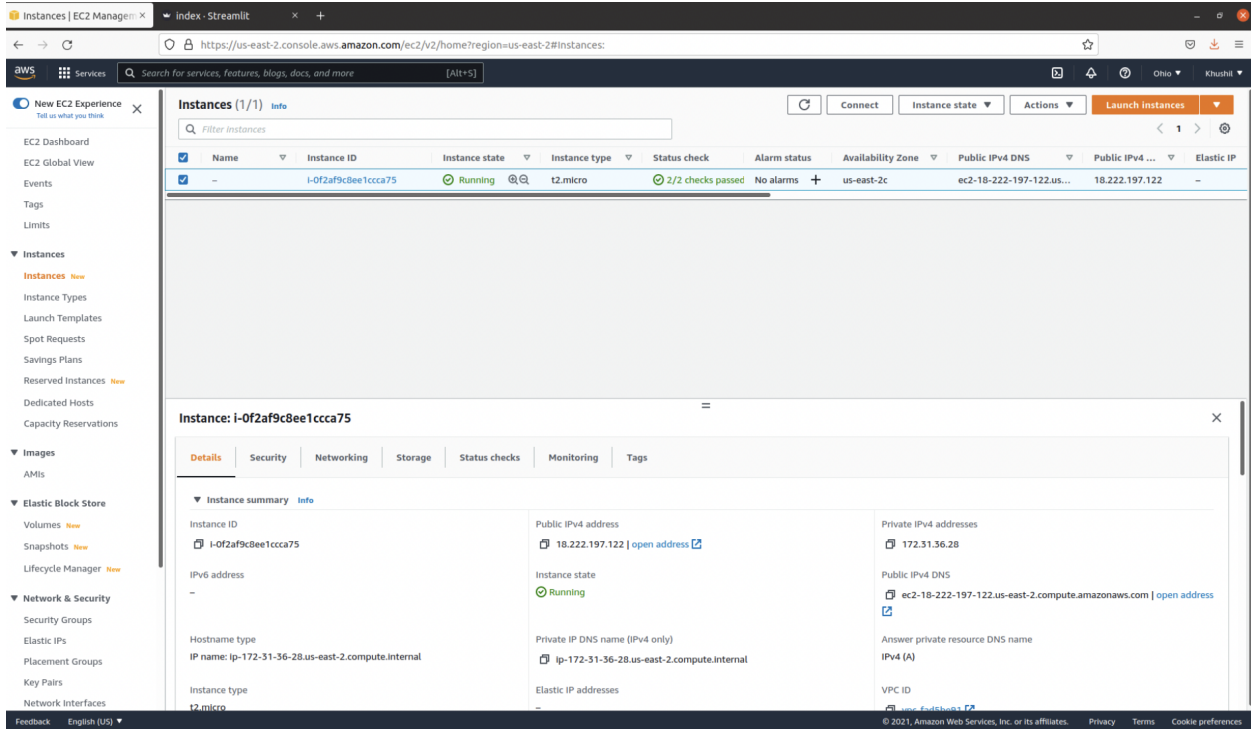 Instances | EC2 Managem × index · Streamlit × +
https://us-east-2.console.aws.amazon.com/ec2/v2/home?region=us-east-2#Instances:
aws Services Search for services, features, blogs, docs, and more [Alt+S] Ohio ▼ Khushil ▼
New EC2 Experience
Tell us what you think
EC2 Dashboard
EC2 Global View
Events
Tags
Limits
▼ Instances
Instances New
Instance Types
Launch Templates
Spot Requests
Savings Plans
Reserved Instances New
Dedicated Hosts
Capacity Reservations
▼ Images
AMIs
▼ Elastic Block Store
Volumes New
Snapshots New
Lifecycle Manager New
▼ Network & Security
Security Groups
Elastic IPs
Placement Groups
Key Pairs
Network Interfaces
Instances (1/1) Info Connect Instance state ▼ Actions ▼ Launch instances ▼
Filter instances < 1 >
Name Instance ID Instance state Instance type Status check Alarm status Availability Zone Public IPv4 DNS Public IPv4 ... Elastic IP
– i-0f2af9c8ee1ccca75 Running t2.micro 2/2 checks passed No alarms + us-east-2c ec2-18-222-197-122.us... 18.222.197.122 –
Instance: i-0f2af9c8ee1ccca75
Details Security Networking Storage Status checks Monitoring Tags
▼ Instance summary Info
Instance ID Public IPv4 address Private IPv4 addresses
i-0f2af9c8ee1ccca75 18.222.197.122 | open address 172.31.36.28
IPv6 address Instance state Public IPv4 DNS
– Running ec2-18-222-197-122.us-east-2.compute.amazonaws.com | open address
Hostname type Private IP DNS name (IPv4 only) Answer private resource DNS name
IP name: ip-172-31-36-28.us-east-2.compute.internal ip-172-31-36-28.us-east-2.compute.internal IPv4 (A)
Instance type Elastic IP addresses VPC ID
t2.micro –
Feedback English (US) ▼ © 2021, Amazon Web Services, Inc. or its affiliates. Privacy Terms Cookie preferences